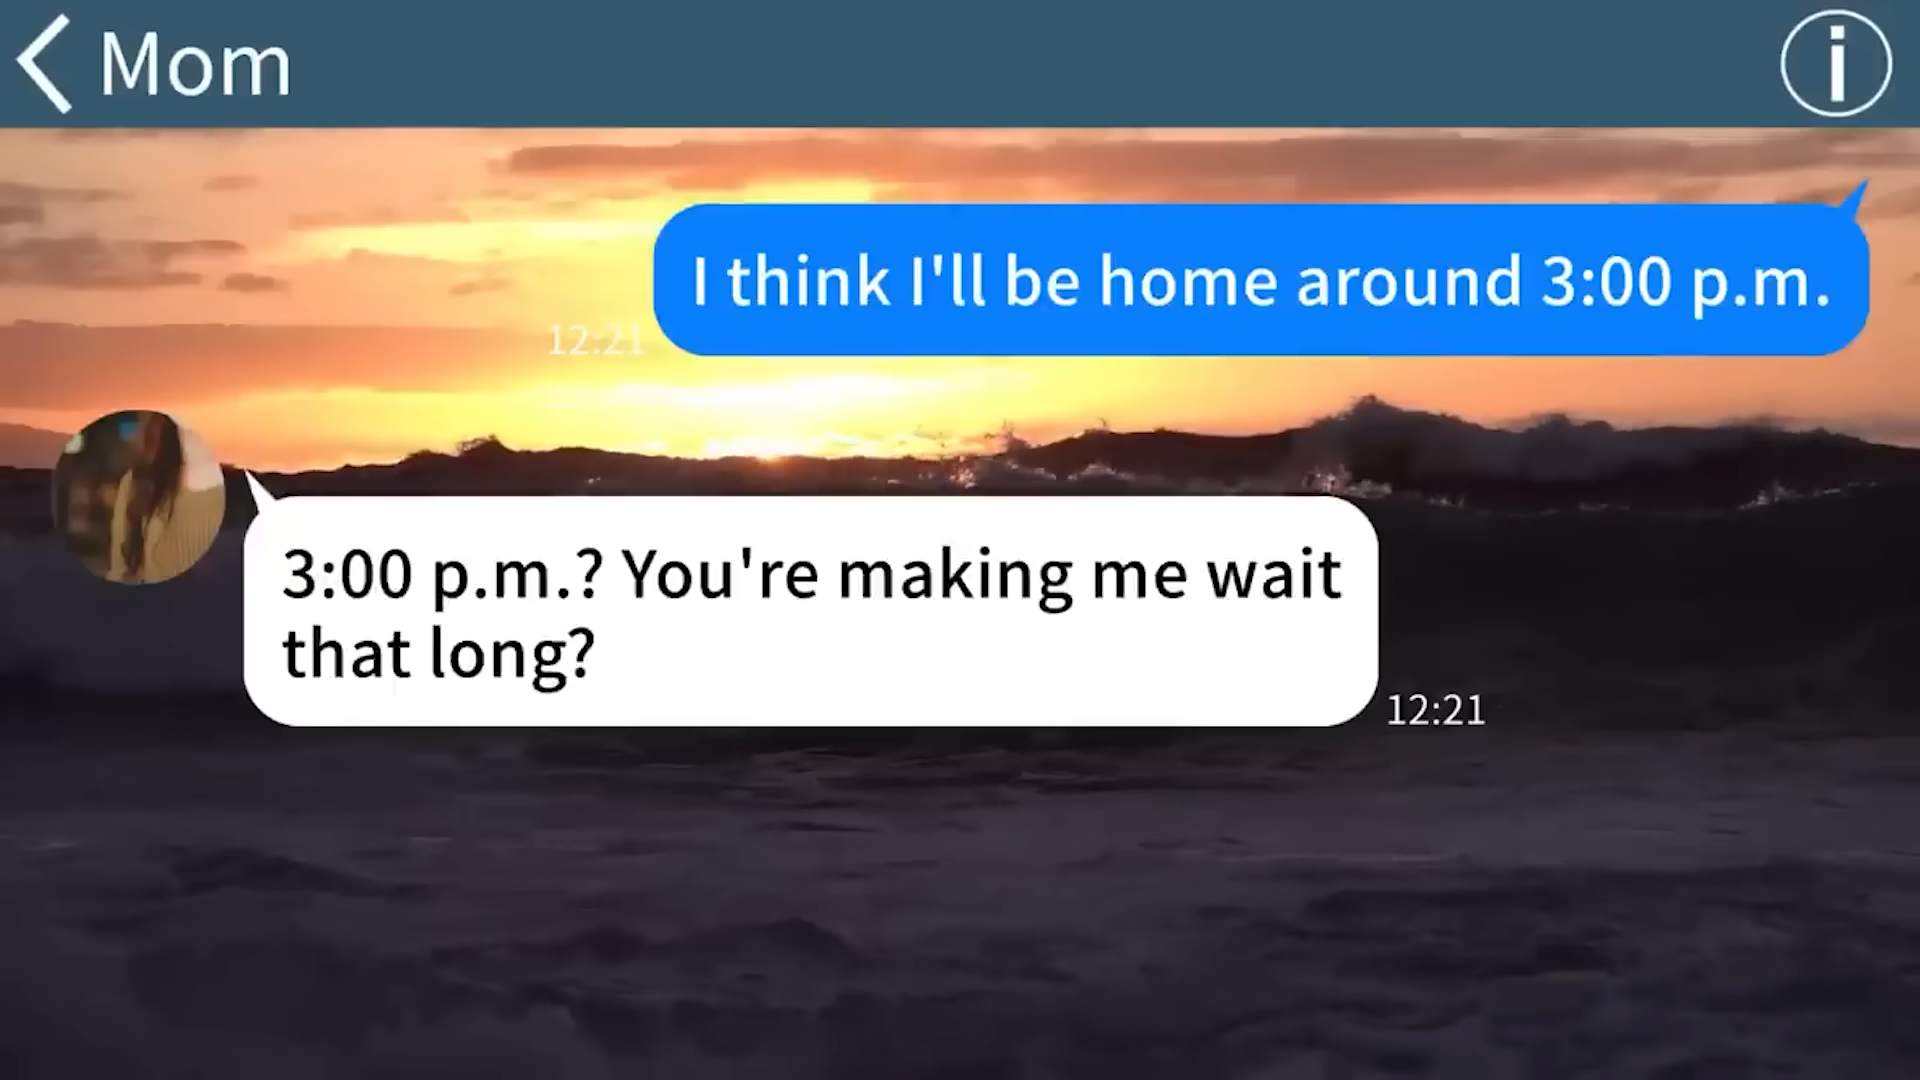 Mom
I think I'll be home around 3:00 p.m.
12:21
3:00 p.m.? You're making me wait
that long?
12:21